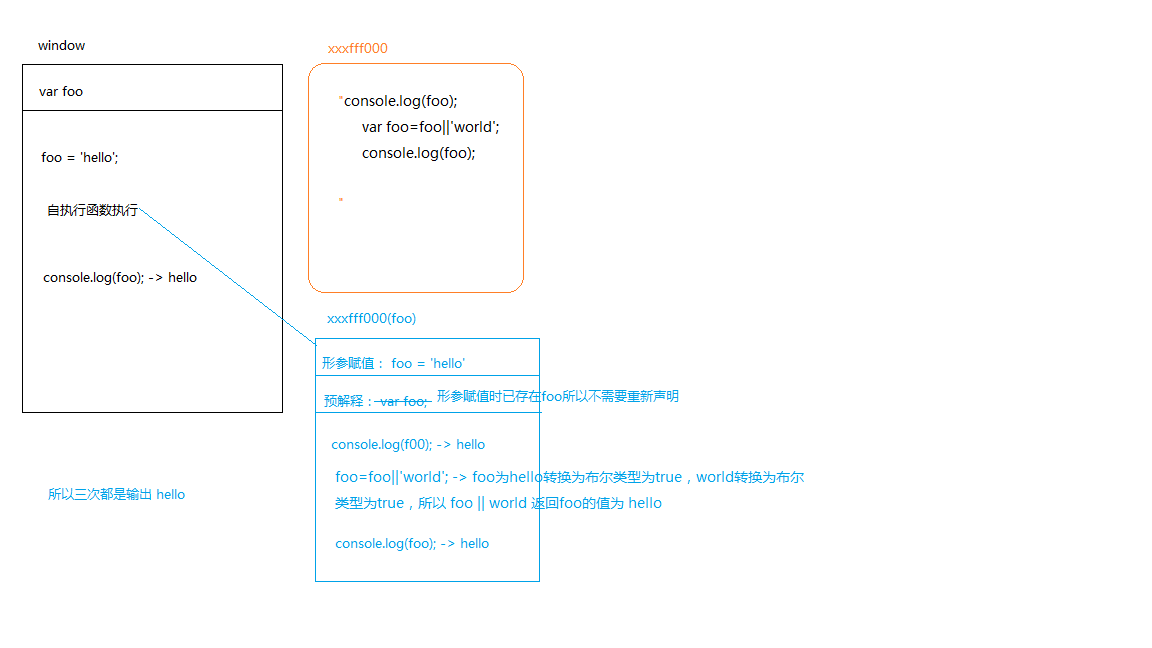 window
var foo
foo = 'hello';
自执行函数执行
console.log(foo); -> hello
xxxfff000
"console.log(foo);
var foo=foo||'world';
console.log(foo);
"
xxxfff000(foo)
形参赋值： foo = 'hello'
预解释： var foo; 形参赋值时已存在foo所以不需要重新声明
console.log(f00); -> hello
foo=foo||'world'; -> foo为hello转换为布尔类型为true，world转换为布尔
类型为true，所以 foo || world 返回foo的值为 hello
console.log(foo); -> hello
所以三次都是输出 hello